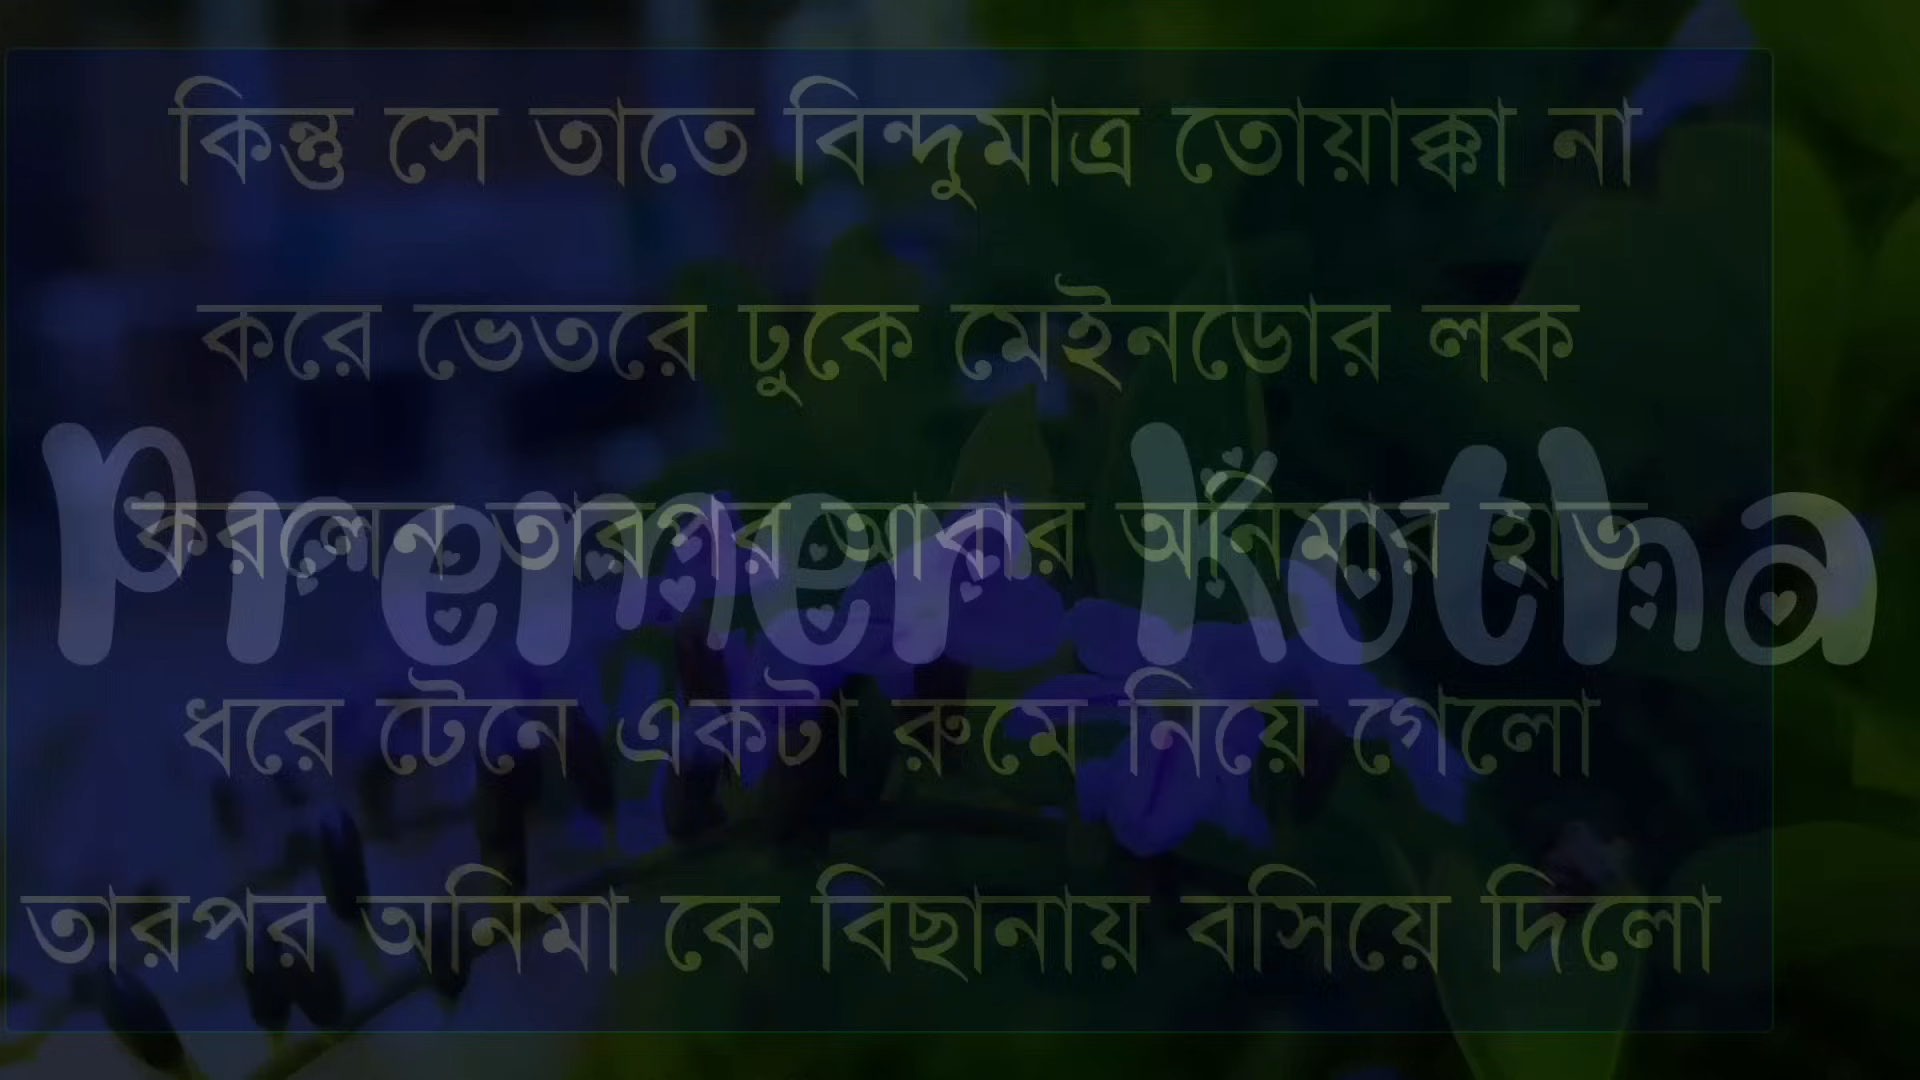 কিন্তু সে তাতে বিন্দুমাত্র তোয়াক্কা না
করে ভেতরে ঢুকে মেইনডোর লক
করলেন তারপর আবার অনিমার হাত
Premer Kotha
ধরে টেনে একটা রুমে নিয়ে গেলো
তারপর অনিমা কে বিছানায় বসিয়ে দিলো